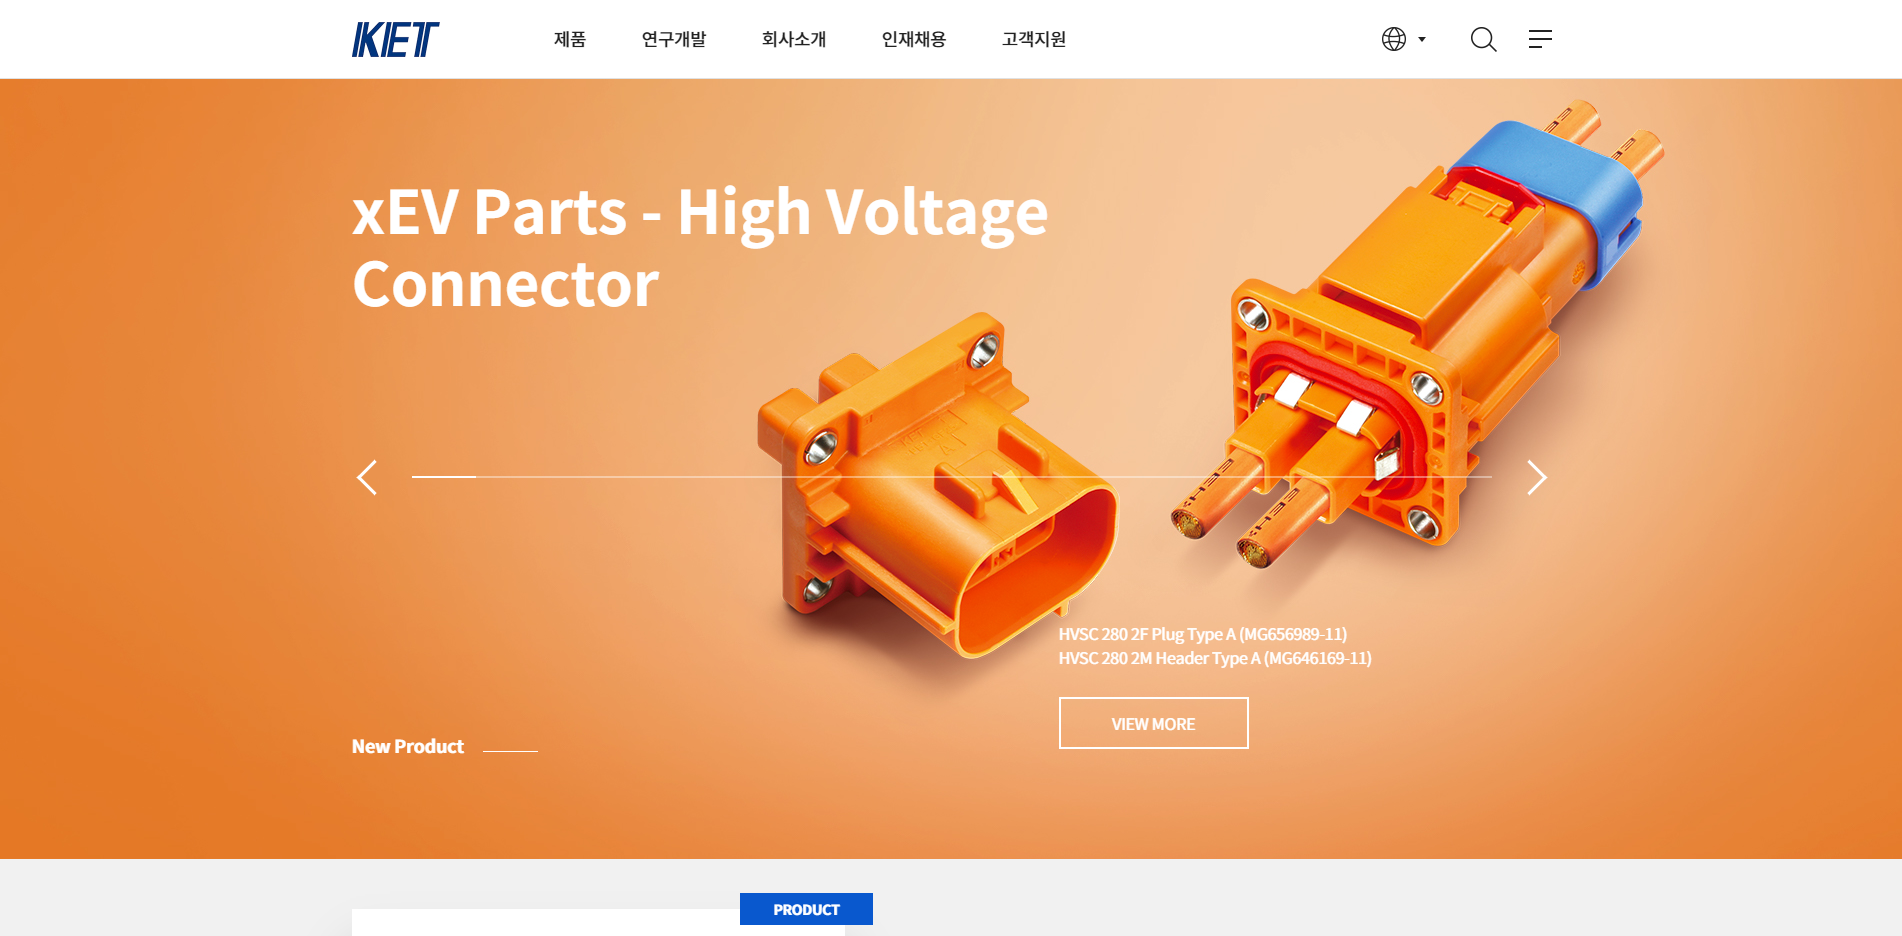 KET
제품
연구개발
회사소개
인재채용
고객지원
xEV Parts - High Voltage
Connector
HVSC 280 2F Plug Type A (MG656989-11)
HVSC 280 2M Header Type A (MG646169-11)
VIEW MORE
New Product
PRODUCT